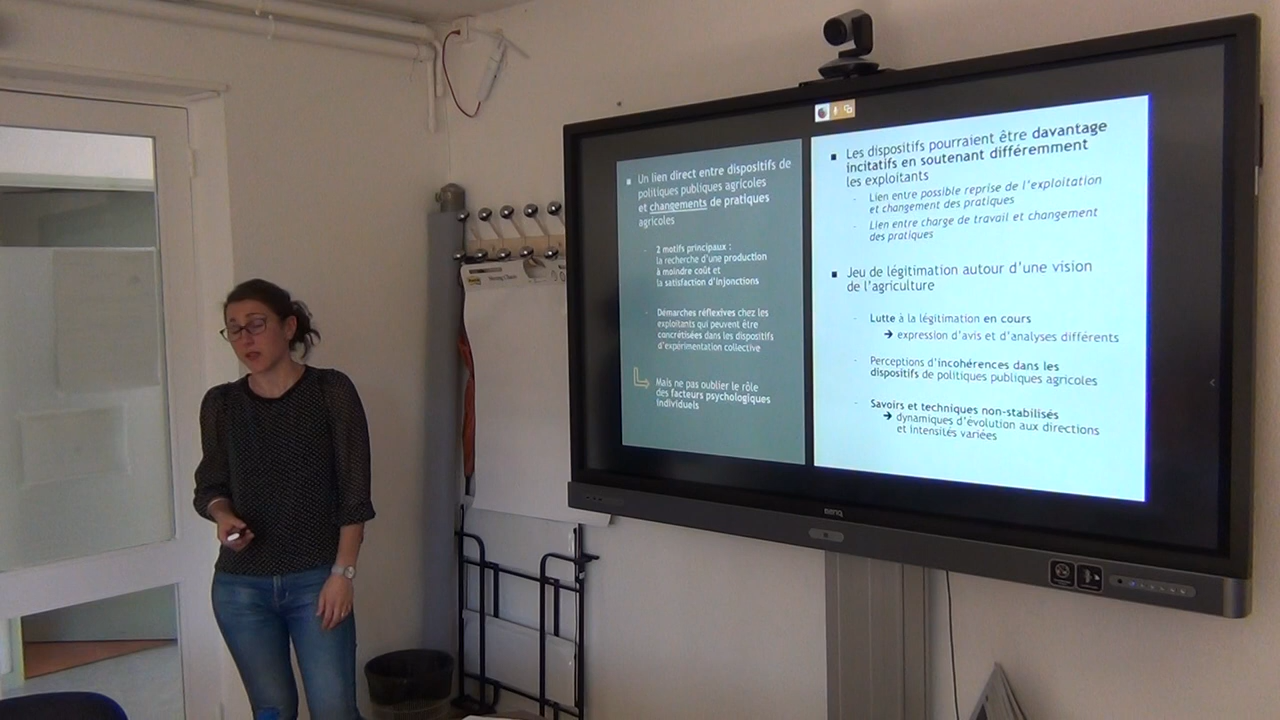 Un lien direct entre dispositifs de
politiques publiques agricoles
et changements de pratiques
agricoles
- 2 motifs principaux :
la recherche d'une production
à moindre coût et
la satisfaction d'injonctions
- Démarches réflexives chez les
exploitants qui peuvent être
concrétisées dans les dispositifs
d'expérimentation collective
Mais ne pas oublier le rôle
des facteurs psychologiques
individuels
▪ Les dispositifs pourraient être davantage
incitatifs en soutenant différemment
les exploitants
- Lien entre possible reprise de l'exploitation
et changement des pratiques
- Lien entre charge de travail et changement
des pratiques
▪ Jeu de légitimation autour d'une vision
de l'agriculture
- Lutte à la légitimation en cours
➔ expression d'avis et d'analyses différents
- Perceptions d'incohérences dans les
dispositifs de politiques publiques agricoles
- Savoirs et techniques non-stabilisés
➔ dynamiques d'évolution aux directions
et intensités variées
BenQ